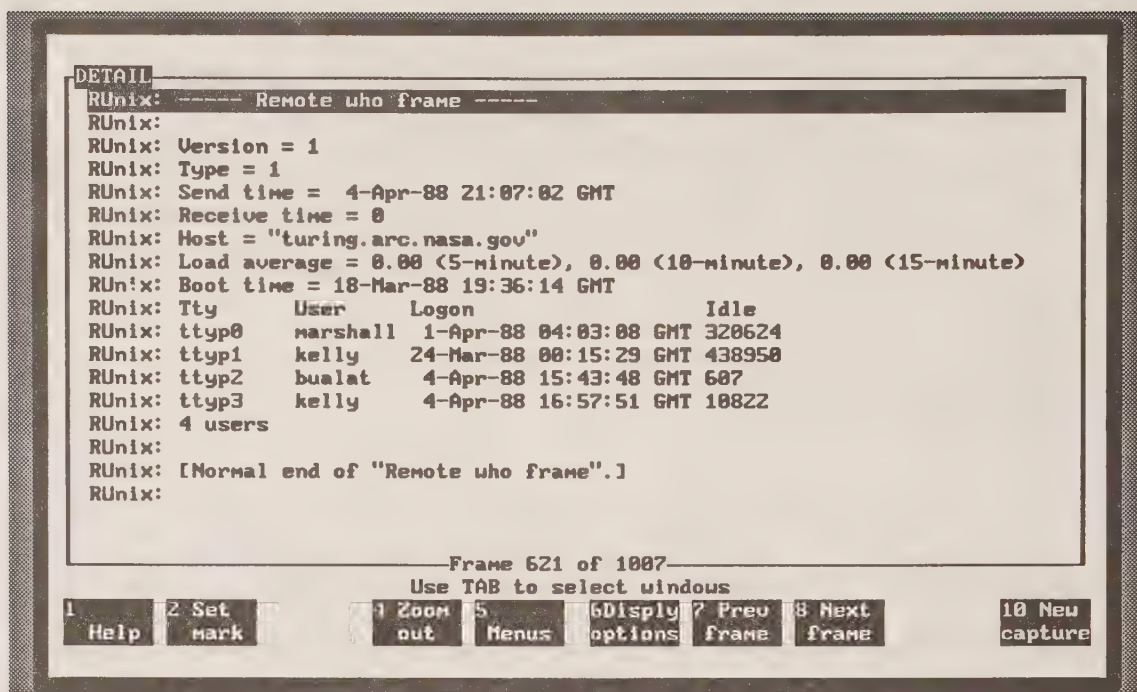 DETAIL
RUnix: ----- Remote who frame -----
RUnix:
RUnix: Version = 1
RUnix: Type = 1
RUnix: Send time =  4-Apr-88 21:07:02 GMT
RUnix: Receive time = 0
RUnix: Host = "turing.arc.nasa.gov"
RUnix: Load average = 0.00 (5-minute), 0.00 (10-minute), 0.00 (15-minute)
RUnix: Boot time = 18-Mar-88 19:36:14 GMT
RUnix: Tty     User     Logon                   Idle
RUnix: ttyp0   marshall  1-Apr-88 04:03:08 GMT 320624
RUnix: ttyp1   kelly    24-Mar-88 00:15:29 GMT 438950
RUnix: ttyp2   bualat    4-Apr-88 15:43:48 GMT 607
RUnix: ttyp3   kelly     4-Apr-88 16:57:51 GMT 10822
RUnix: 4 users
RUnix:
RUnix: [Normal end of "Remote who frame".]
RUnix:
Frame 621 of 1007
Use TAB to select windows
1 Help
2 Set mark
4 Zoom out
5 Menus
6Disply options
7 Prev frame
8 Next frame
10 New capture